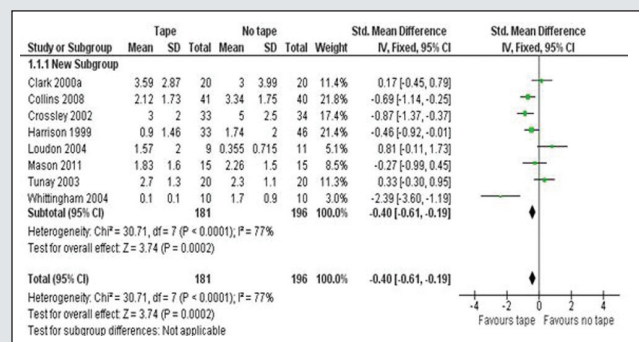 Tape No tape Std. Mean Difference Std. Mean Difference
Study or Subgroup Mean SD Total Mean SD Total Weight IV, Fixed, 95% CI IV, Fixed, 95% CI
1.1.1 New Subgroup
Clark 2000a 3.59 2.87 20 3 3.99 20 11.4% 0.17 [-0.45, 0.79]
Collins 2008 2.12 1.73 41 3.34 1.75 40 21.7% -0.69 [-1.14, -0.25]
Crossley 2002 3 2 33 5 2.5 34 17.5% -0.87 [-1.37, -0.37]
Harrison 1999 0.9 1.46 33 1.74 2 46 21.5% -0.46 [-0.92, -0.01]
Loudon 2004 1.57 2 9 0.355 0.715 11 5.1% 0.81 [-0.11, 1.73]
Mason 2011 1.83 1.6 15 2.26 1.5 15 8.5% -0.27 [-0.99, 0.45]
Tunay 2003 2.7 1.3 20 2.3 1.1 20 11.3% 0.33 [-0.30, 0.95]
Whittingham 2004 0.1 0.1 10 1.7 0.9 10 3.0% -2.39 [-3.60, -1.19]
Subtotal (95% CI) 181 196 100.0% -0.40 [-0.61, -0.19]
Heterogeneity: Chi² = 30.71, df = 7 (P < 0.0001); I² = 77%
Test for overall effect: Z = 3.74 (P = 0.0002)
Total (95% CI) 181 196 100.0% -0.40 [-0.61, -0.19]
Heterogeneity: Chi² = 30.71, df = 7 (P < 0.0001); I² = 77%
Test for overall effect: Z = 3.74 (P = 0.0002)
Test for subgroup differences: Not applicable
-4 -2 0 2 4
Favours tape Favours no tape